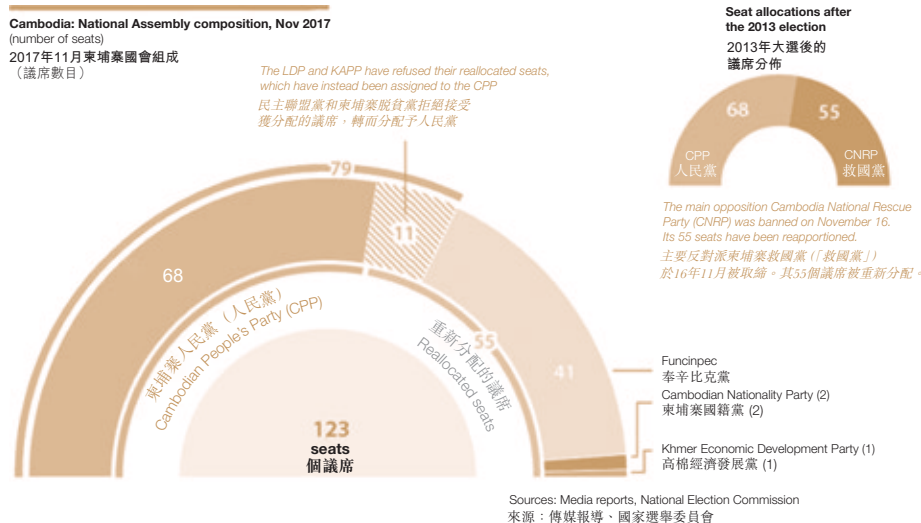 Cambodia: National Assembly composition, Nov 2017
(number of seats)
2017年11月柬埔寨國會組成
（議席數目）
The LDP and KAPP have refused their reallocated seats,
which have instead been assigned to the CPP
民主聯盟黨和柬埔寨脱貧黨拒絕接受
獲分配的議席，轉而分配予人民黨
79
68
11
41
55
柬埔寨人民黨（人民黨）
Cambodian People's Party (CPP)
重新分配的議席
Reallocated seats
123
seats
個議席
Seat allocations after
the 2013 election
2013年大選後的
議席分佈
68
55
CPP
人民黨
CNRP
救國黨
The main opposition Cambodia National Rescue
Party (CNRP) was banned on November 16.
Its 55 seats have been reapportioned.
主要反對派柬埔寨救國黨（「救國黨」）
於16年11月被取締。其55個議席被重新分配。
Funcinpec
奉辛比克黨
Cambodian Nationality Party (2)
柬埔寨國籍黨 (2)
Khmer Economic Development Party (1)
高棉經濟發展黨 (1)
Sources: Media reports, National Election Commission
來源：傳媒報導、國家選舉委員會